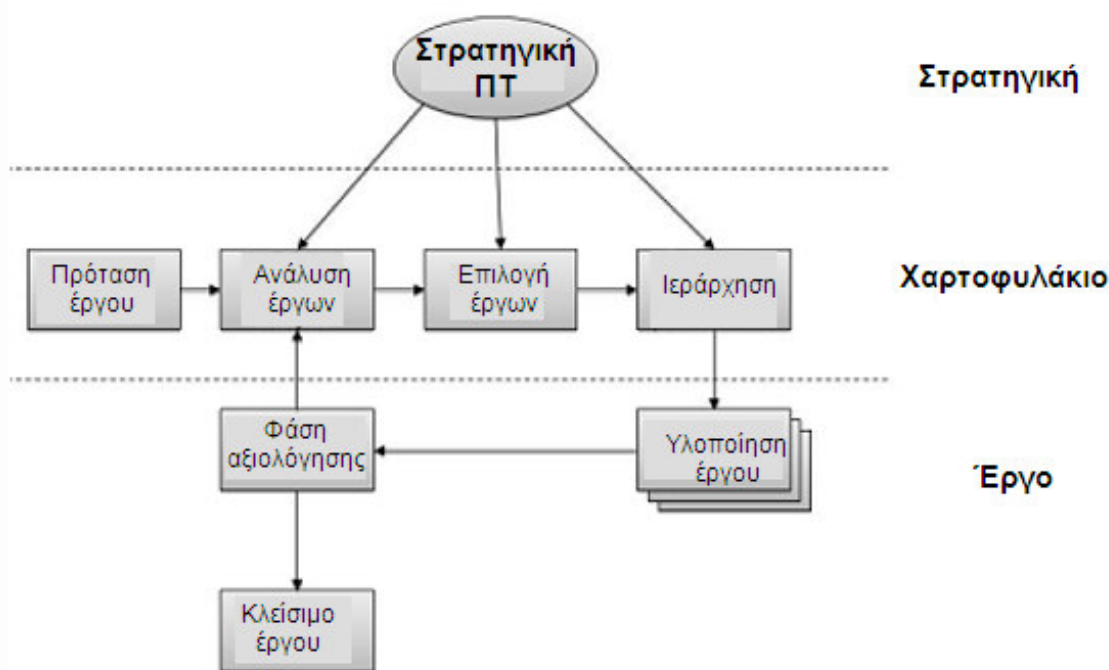 Στρατηγική
ΠΤ
Στρατηγική
Πρόταση
έργου
Ανάλυση
έργων
Επιλογή
έργων
Ιεράρχηση
Χαρτοφυλάκιο
Φάση
αξιολόγησης
Υλοποίηση
έργου
Έργο
Κλείσιμο
έργου